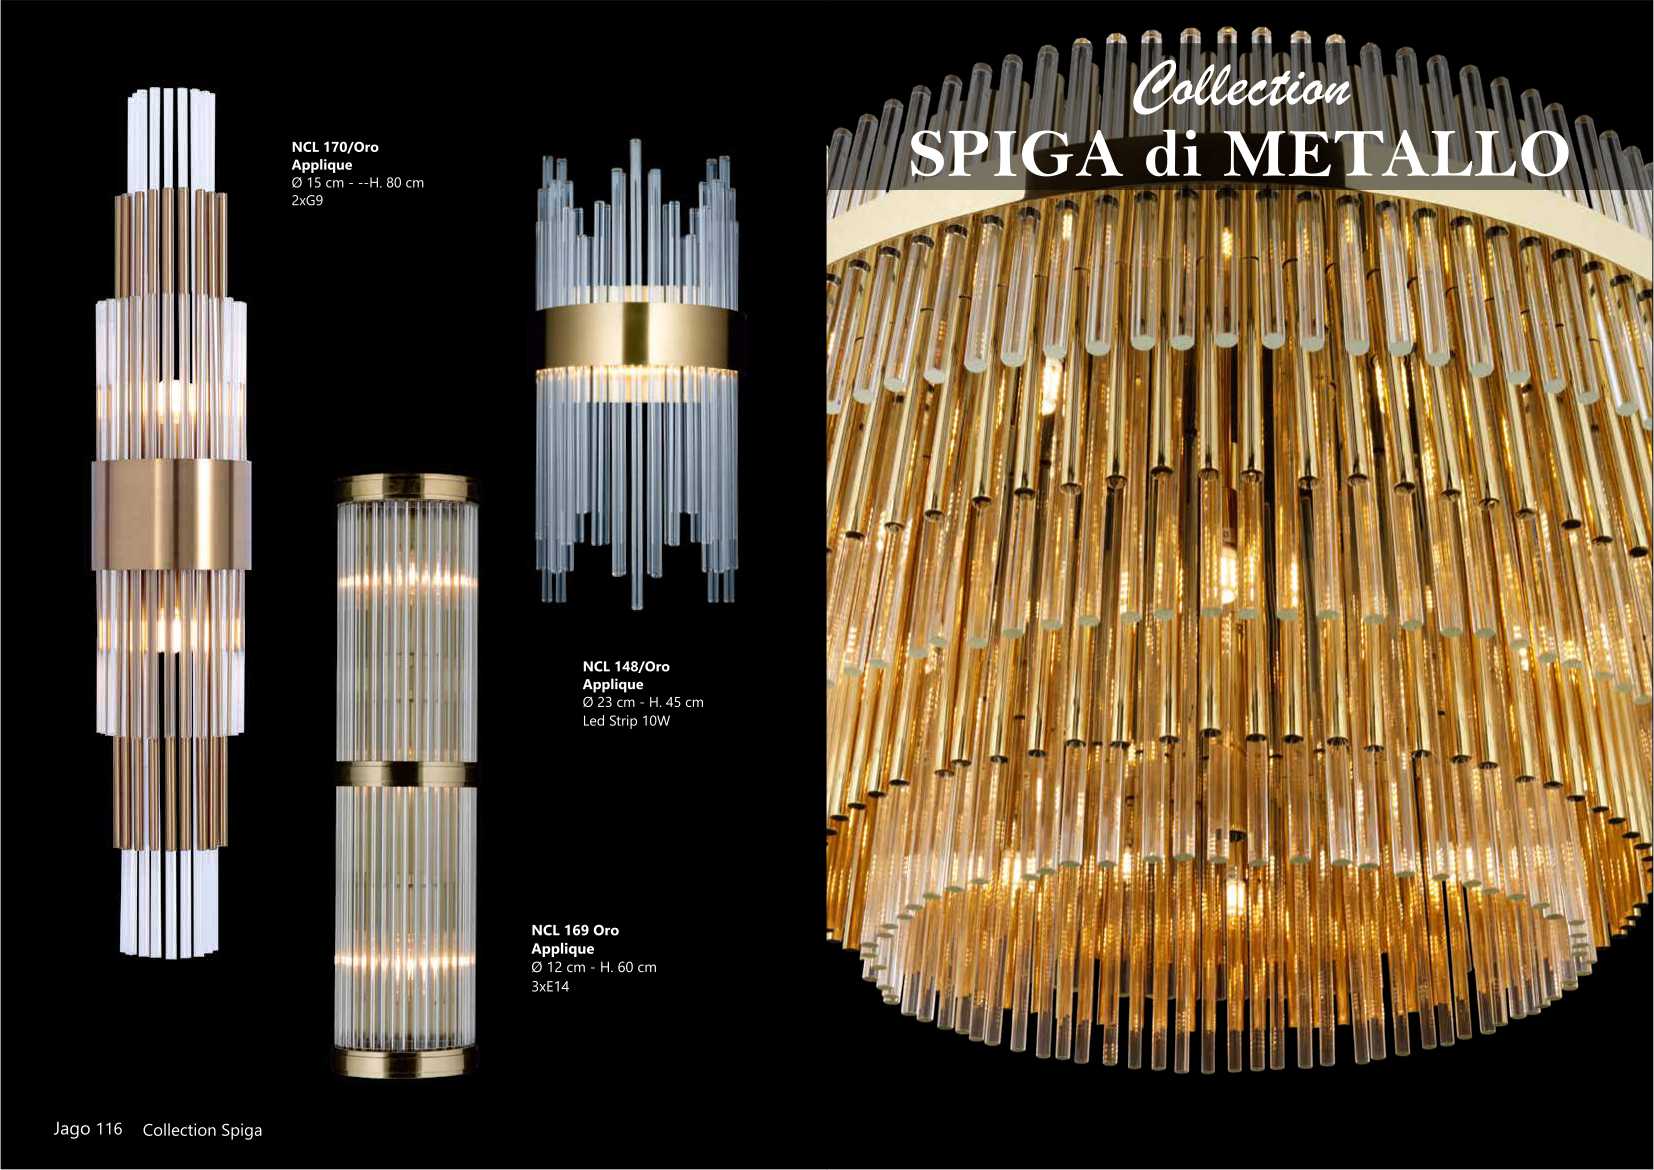 NCL 170/Oro
Applique
Ø 15 cm - --H. 80 cm
2xG9
NCL 148/Oro
Applique
Ø 23 cm - H. 45 cm
Led Strip 10W
NCL 169 Oro
Applique
Ø 12 cm - H. 60 cm
3xE14
Jago 116 Collection Spiga
Collection
SPIGA di METALLO